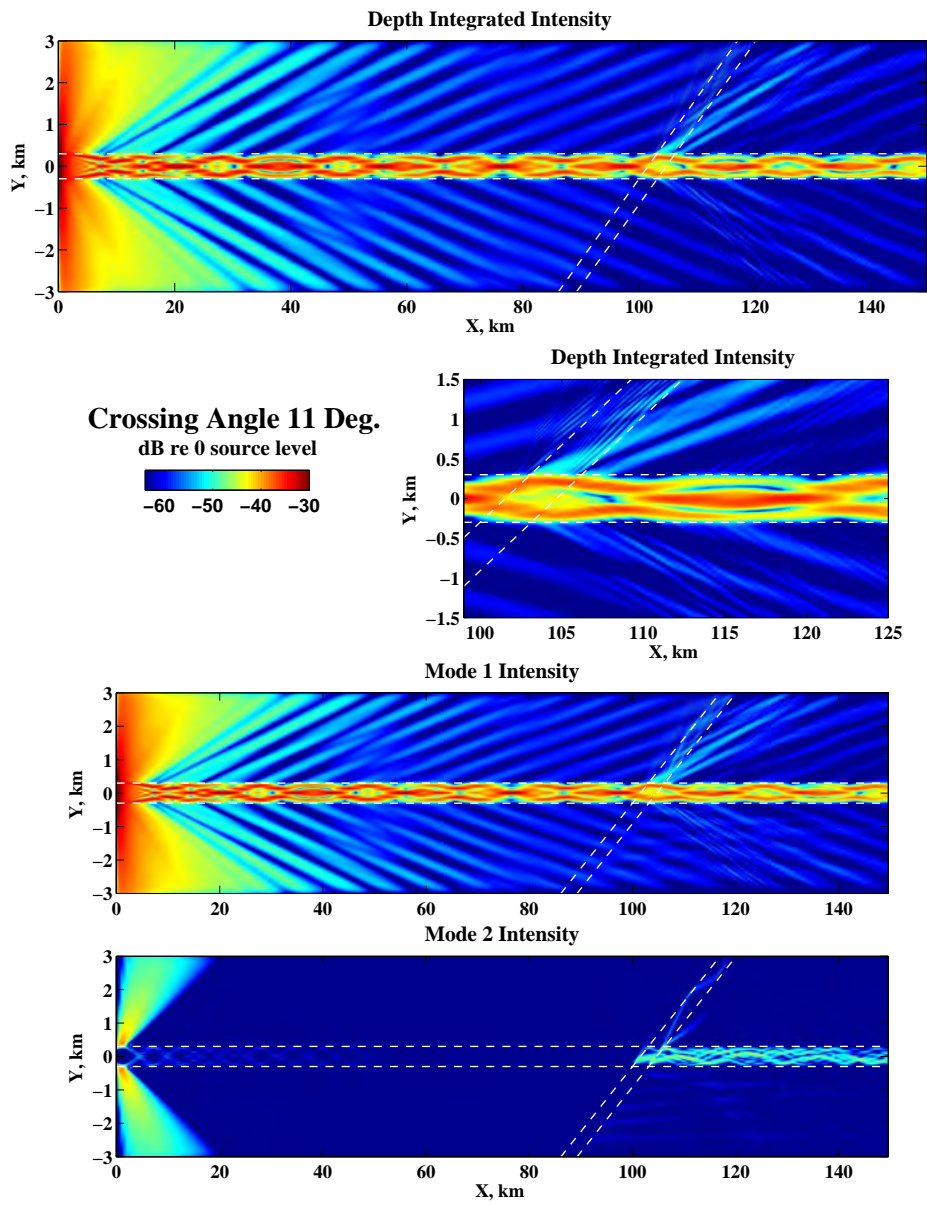 Depth Integrated Intensity
3
2
1
0
−1
−2
−3
Y, km
0 20 40 60 80 100 120 140
X, km
Depth Integrated Intensity
Crossing Angle 11 Deg.
dB re 0 source level
−60 −50 −40 −30
1.5
1
0.5
0
−0.5
−1
−1.5
Y, km
100 105 110 115 120 125
X, km
Mode 1 Intensity
3
2
1
0
−1
−2
−3
Y, km
0 20 40 60 80 100 120 140
Mode 2 Intensity
3
2
1
0
−1
−2
−3
Y, km
0 20 40 60 80 100 120 140
X, km